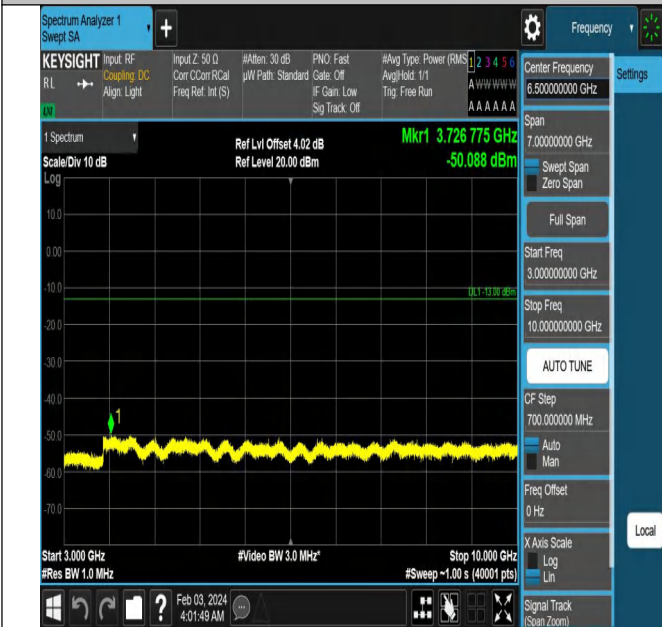 Spectrum Analyzer 1
Swept SA
Frequency
KEYSIGHT
RL
LXI
Input: RF
Coupling: DC
Align: Light
Input Z: 50 Ω
Corr CCorr RCal
Freq Ref: Int (S)
#Atten: 30 dB
µW Path: Standard
PNO: Fast
Gate: Off
IF Gain: Low
Sig Track: Off
#Avg Type: Power (RMS
Avg|Hold: 1/1
Trig: Free Run
1 2 3 4 5 6
A W W W W W
A A A A A A
1 Spectrum
Scale/Div 10 dB
Log
Ref Lvl Offset 4.02 dB
Ref Level 20.00 dBm
Mkr1 3.726 775 GHz
-50.088 dBm
10.0
0.00
-10.0
DL1 -13.00 dBm
-20.0
-30.0
-40.0
1
-50.0
-60.0
-70.0
Start 3.000 GHz
#Res BW 1.0 MHz
#Video BW 3.0 MHz*
Stop 10.000 GHz
#Sweep ~1.00 s (40001 pts)
Feb 03, 2024
4:01:49 AM
Center Frequency
6.500000000 GHz
Settings
Span
7.00000000 GHz
Swept Span
Zero Span
Full Span
Start Freq
3.000000000 GHz
Stop Freq
10.000000000 GHz
AUTO TUNE
CF Step
700.000000 MHz
Auto
Man
Freq Offset
0 Hz
X Axis Scale
Log
Lin
Local
Signal Track
(Span Zoom)